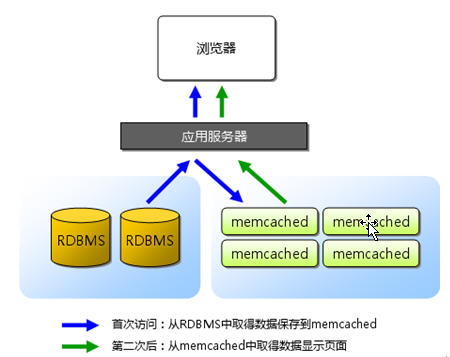 浏览器
应用服务器
RDBMS RDBMS memcached memcached
memcached memcached
首次访问：从RDBMS中取得数据保存到memcached
第二次后：从memcached中取得数据显示页面